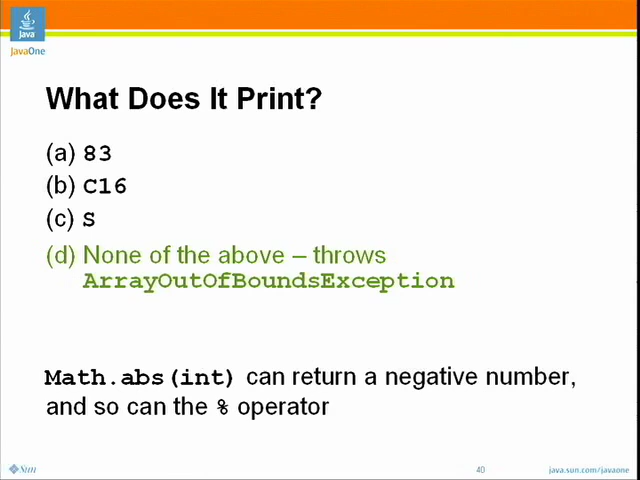 Java
JavaOne
What Does It Print?
(a) 83
(b) C16
(c) S
(d) None of the above – throws
ArrayOutOfBoundsException
Math.abs(int) can return a negative number,
and so can the % operator
Sun
40
java.sun.com/javaone